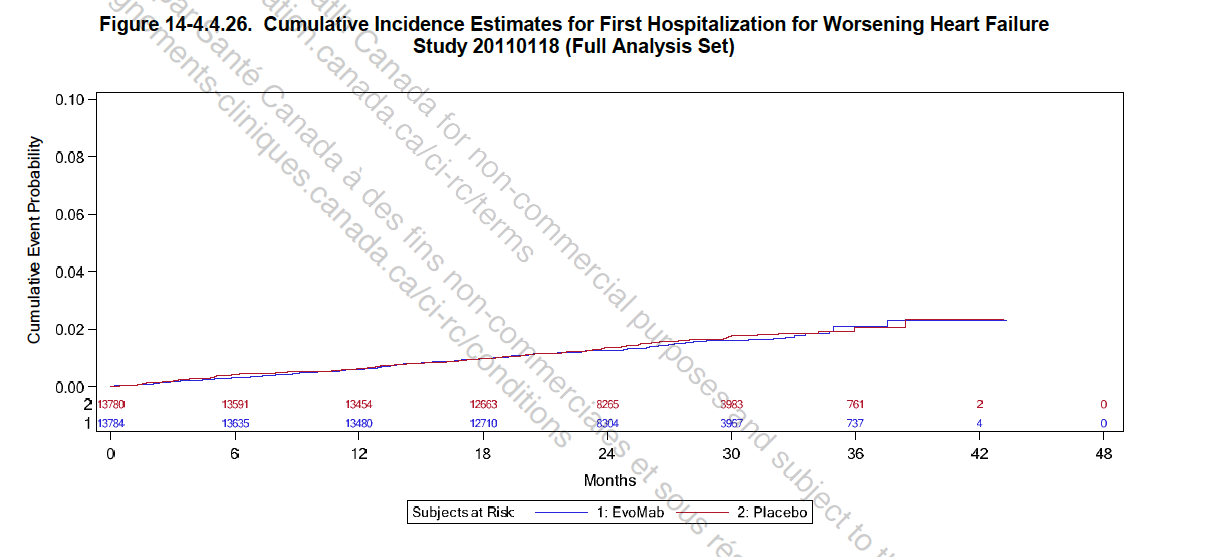 Figure 14-4.4.26. Cumulative Incidence Estimates for First Hospitalization for Worsening Heart Failure
Study 20110118 (Full Analysis Set)
Cumulative Event Probability
0.10
0.08
0.06
0.04
0.02
0.00
2 13780 13591 13454 12663 8265 3983 761 2 0
1 13784 13635 13480 12710 8304 3967 737 4 0
0 6 12 18 24 30 36 42 48
Months
Subjects at Risk 1: EvoMab 2: Placebo
Canada for non-commercial purposes and subject to
canada.ca/ci-rc/terms
par Santé Canada à des fins non-commerciales et sous
cliniques.canada.ca/ci-rc/conditions